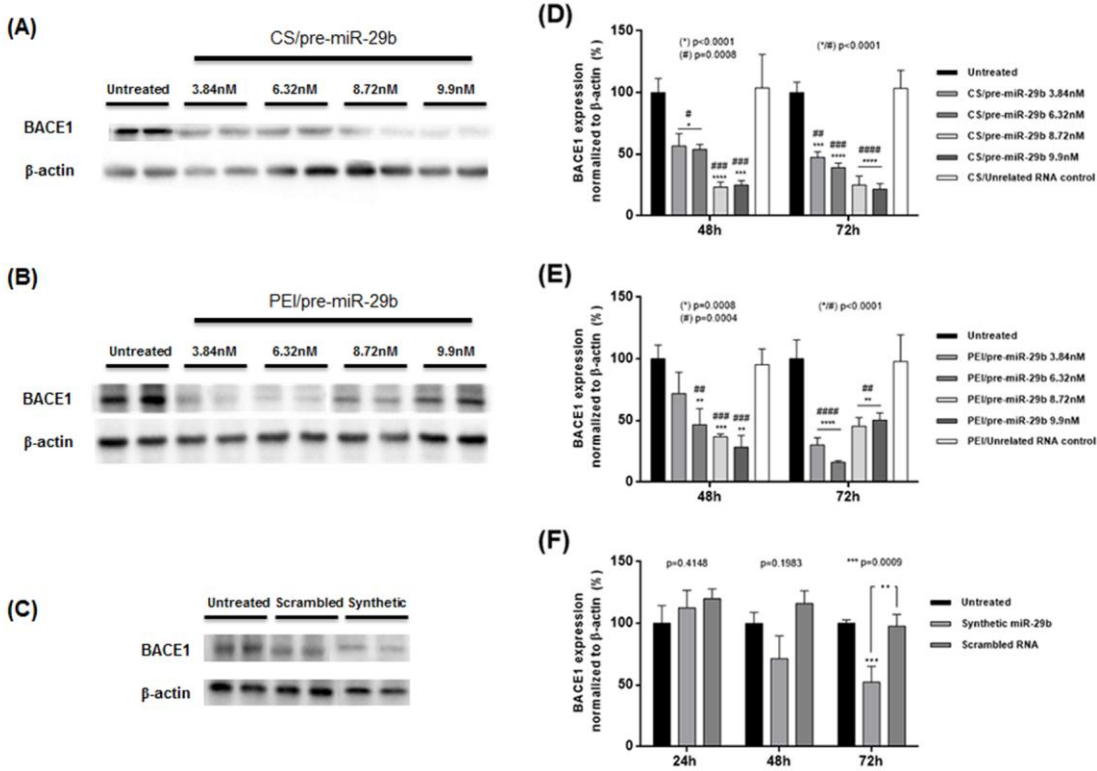 (A)
CS/pre-miR-29b
Untreated 3.84nM 6.32nM 8.72nM 9.9nM
BACE1
β-actin
(B)
PEI/pre-miR-29b
Untreated 3.84nM 6.32nM 8.72nM 9.9nM
BACE1
β-actin
(C)
Untreated Scrambled Synthetic
BACE1
β-actin
(D)
BACE1 expression
normalized to β-actin (%)
150
100
50
0
(*) p<0.0001
(#) p=0.0008
(*/#) p<0.0001
#
*
###
****
###
***
##
***
###
****
####
****
48h 72h
Untreated
CS/pre-miR-29b 3.84nM
CS/pre-miR-29b 6.32nM
CS/pre-miR-29b 8.72nM
CS/pre-miR-29b 9.9nM
CS/Unrelated RNA control
(E)
BACE1 expression
normalized to β-actin (%)
150
100
50
0
(*) p=0.0008
(#) p=0.0004
(*/#) p<0.0001
##
**
###
***
###
**
####
****
##
**
48h 72h
Untreated
PEI/pre-miR-29b 3.84nM
PEI/pre-miR-29b 6.32nM
PEI/pre-miR-29b 8.72nM
PEI/pre-miR-29b 9.9nM
PEI/Unrelated RNA control
(F)
BACE1 expression
normalized to β-actin (%)
150
100
50
0
p=0.4148 p=0.1983 *** p=0.0009
**
***
24h 48h 72h
Untreated
Synthetic miR-29b
Scrambled RNA